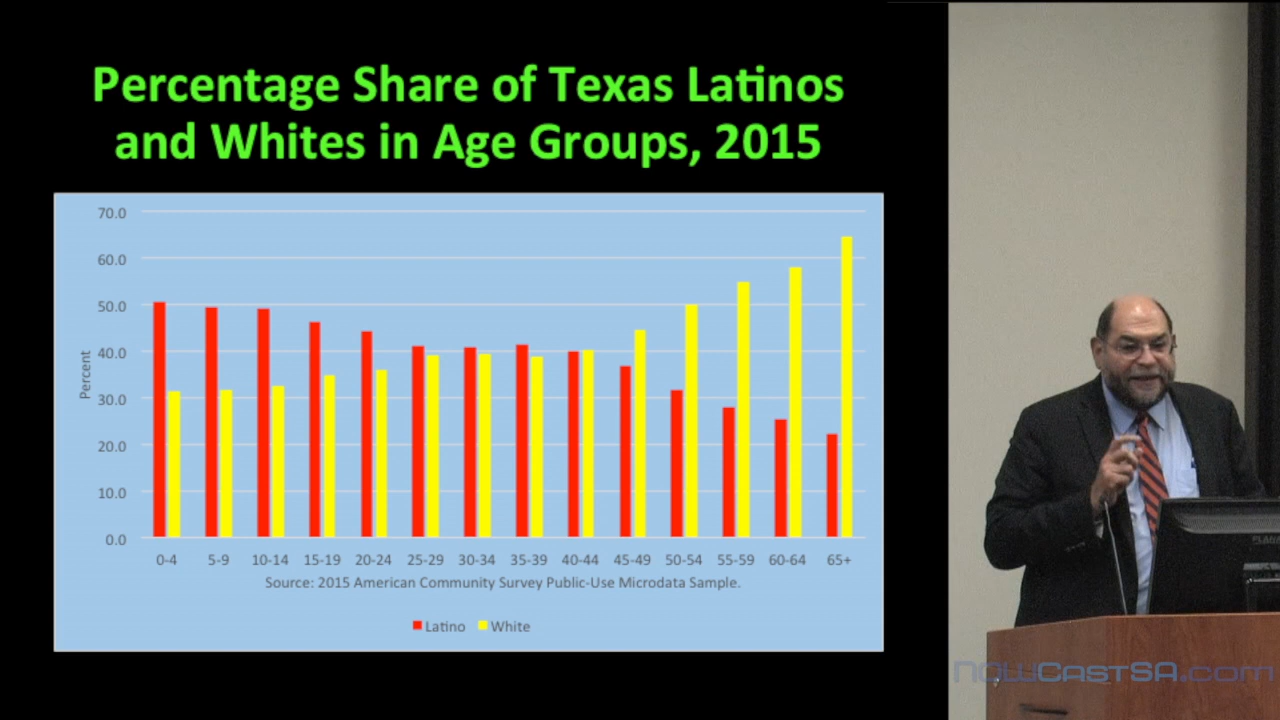 Percentage Share of Texas Latinos
and Whites in Age Groups, 2015
70.0
60.0
50.0
40.0
30.0
20.0
10.0
0.0
Percent
0-4 5-9 10-14 15-19 20-24 25-29 30-34 35-39 40-44 45-49 50-54 55-59 60-64 65+
Source: 2015 American Community Survey Public-Use Microdata Sample.
Latino White
NOWCastSA.com